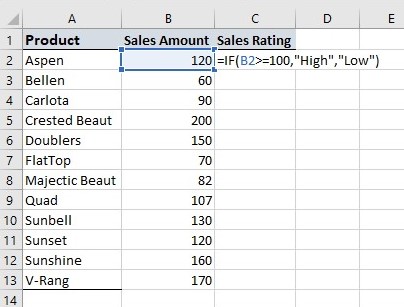 A B C D E
1 Product Sales Amount Sales Rating
2 Aspen 120 =IF(B2>=100,"High","Low")
3 Bellen 60
4 Carlota 90
5 Crested Beaut 200
6 Doublers 150
7 FlatTop 70
8 Majectic Beaut 82
9 Quad 107
10 Sunbell 130
11 Sunset 120
12 Sunshine 160
13 V-Rang 170
14